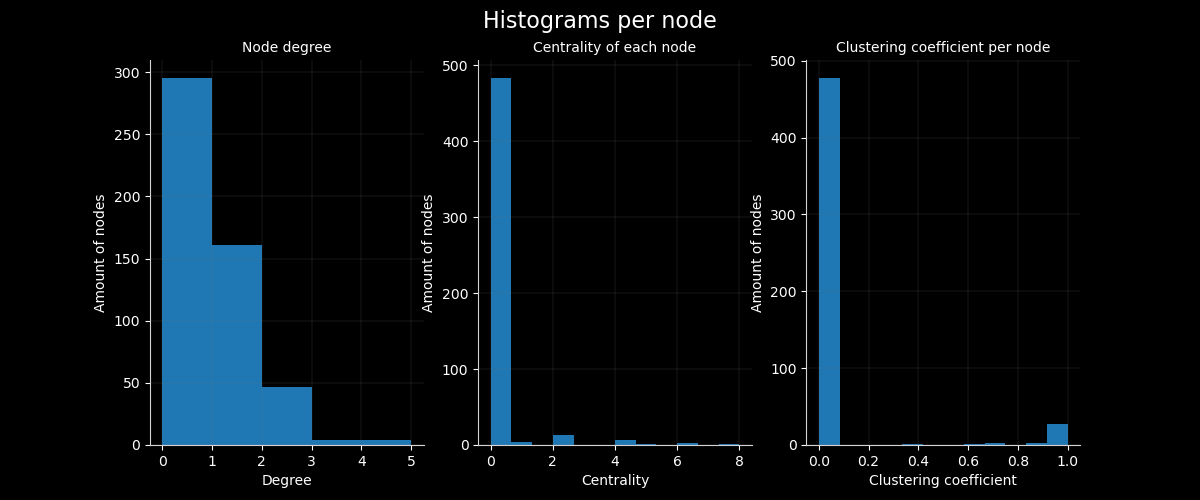 Histograms per node
Node degree
Centrality of each node
Clustering coefficient per node
Amount of nodes
300
250
200
150
100
50
0
0 1 2 3 4 5
Degree
Amount of nodes
500
400
300
200
100
0
0 2 4 6 8
Centrality
Amount of nodes
500
400
300
200
100
0
0.0 0.2 0.4 0.6 0.8 1.0
Clustering coefficient